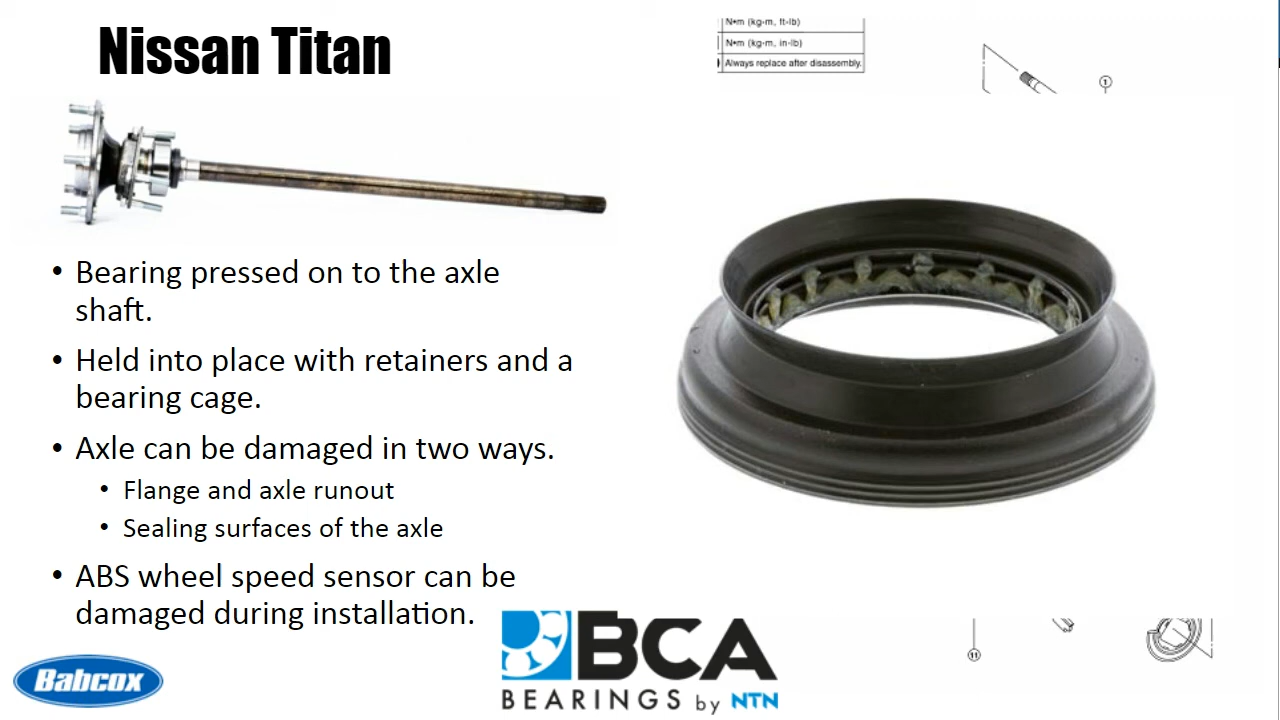 Nissan Titan
N•m (kg-m, ft-lb)
N•m (kg-m, in-lb)
Always replace after disassembly.
1
• Bearing pressed on to the axle
shaft.
• Held into place with retainers and a
bearing cage.
• Axle can be damaged in two ways.
• Flange and axle runout
• Sealing surfaces of the axle
• ABS wheel speed sensor can be
damaged during installation.
11
Babcox
BCA
BEARINGS by NTN